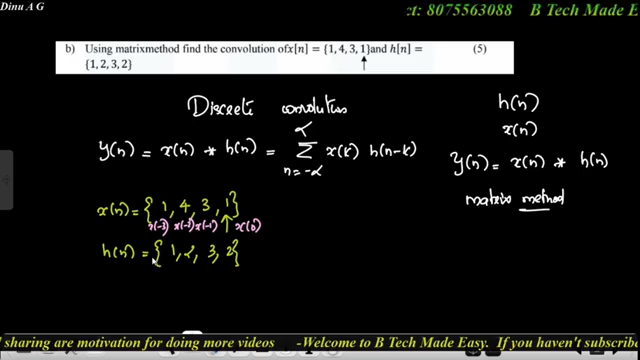 Dinu A G
ct: 8075563088    B Tech Made Eas
b) Using matrixmethod find the convolution of x[n] = {1, 4, 3, 1}and h[n] = (5)
{1, 2, 3, 2}
↑
Discrete convolution
y(n) = x(n) * h(n) = ∑ x(k) h(n-k)
α
n=-α
h(n)
x(n)
y(n) = x(n) * h(n)
matrix method
x(n) = { 1, 4, 3, 1 }
x(-3) x(-2) x(-1) ↑ x(0)
h(n) = { 1, 2, 3, 2 }
l sharing are motivation for doing more videos    -Welcome to B Tech Made Easy. If you haven't subscribe